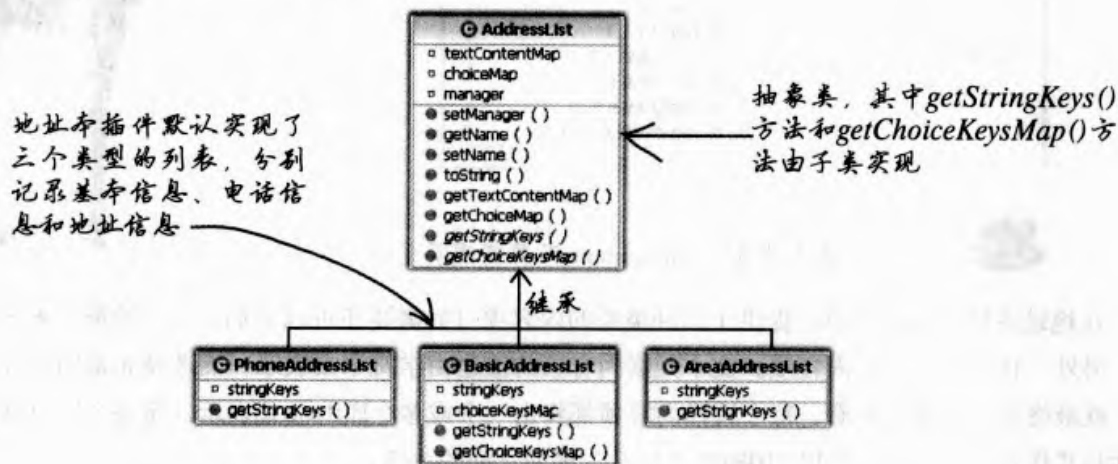 AddressList
textContentMap
choiceMap
manager
setManager ( )
getName ( )
setName ( )
toString ( )
getTextContentMap ( )
getChoiceMap ( )
getStringKeys ( )
getChoiceKeysMap ( )
地址本插件默认实现了
三个类型的列表，分别
记录基本信息、电话信
息和地址信息
抽象类，其中getStringKeys()
方法和getChoiceKeysMap()方
法由子类实现
继承
PhoneAddressList
stringKeys
getStringKeys ( )
BasicAddressList
stringKeys
choiceKeysMap
getStringKeys ( )
getChoiceKeysMap ( )
AreaAddressList
stringKeys
getStrignKeys ( )